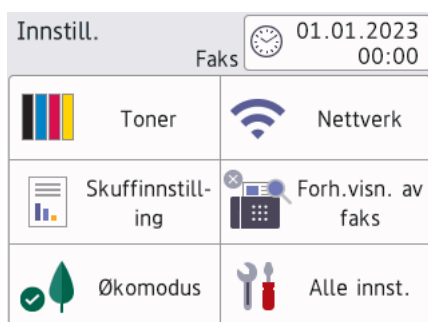 Innstill.
01.01.2023
Faks
00:00
Toner
Nettverk
Skuffinnstill-
ing
Forh.visn. av
faks
Økomodus
Alle innst.